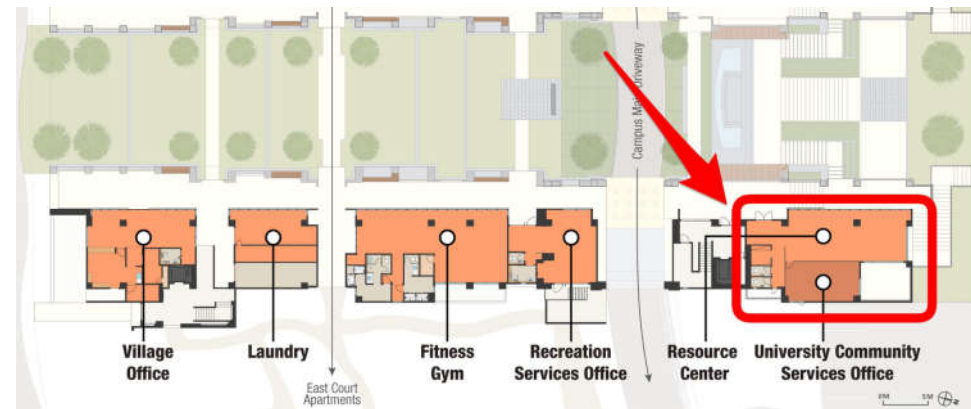 Campus Main Driveway
Village
Office
Laundry
Fitness
Gym
Recreation
Services Office
Resource
Center
University Community
Services Office
East Court
Apartments